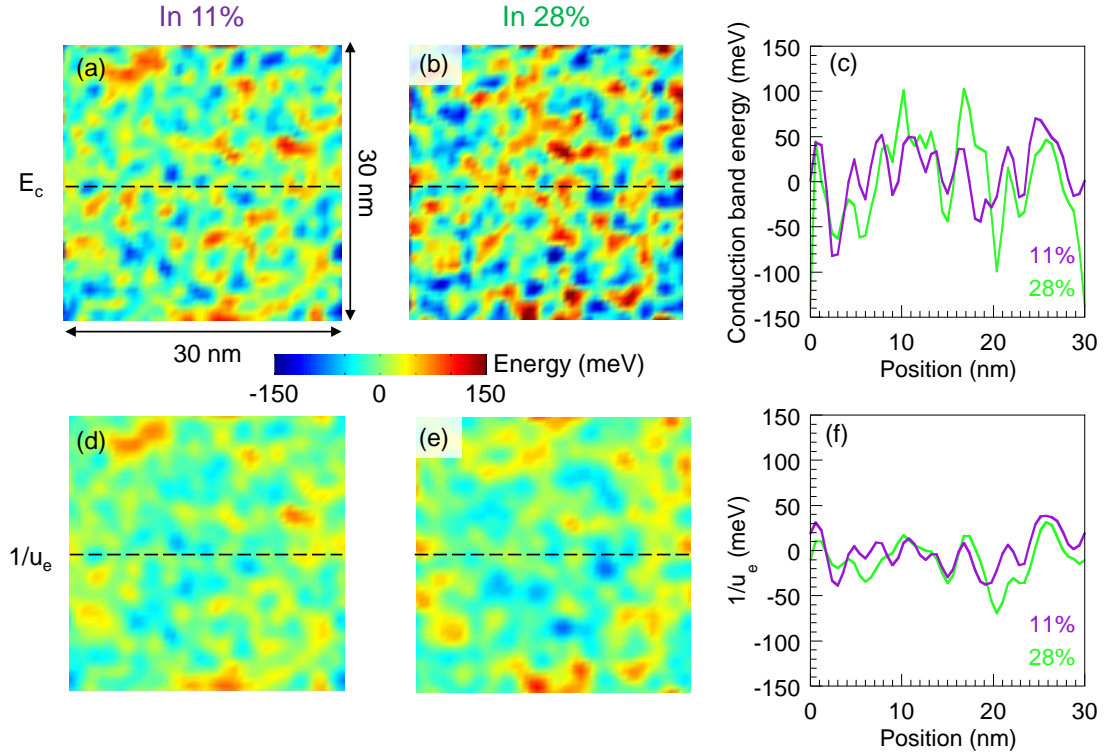 In 11%
In 28%
(a)
(b)
E_c
30 nm
30 nm
-150
0
150
Energy (meV)
(c)
150
100
50
0
-50
-100
-150
Conduction band energy (meV)
0
10
20
30
Position (nm)
11%
28%
(d)
(e)
1/u_e
(f)
150
100
50
0
-50
-100
-150
1/u_e (meV)
0
10
20
30
Position (nm)
11%
28%